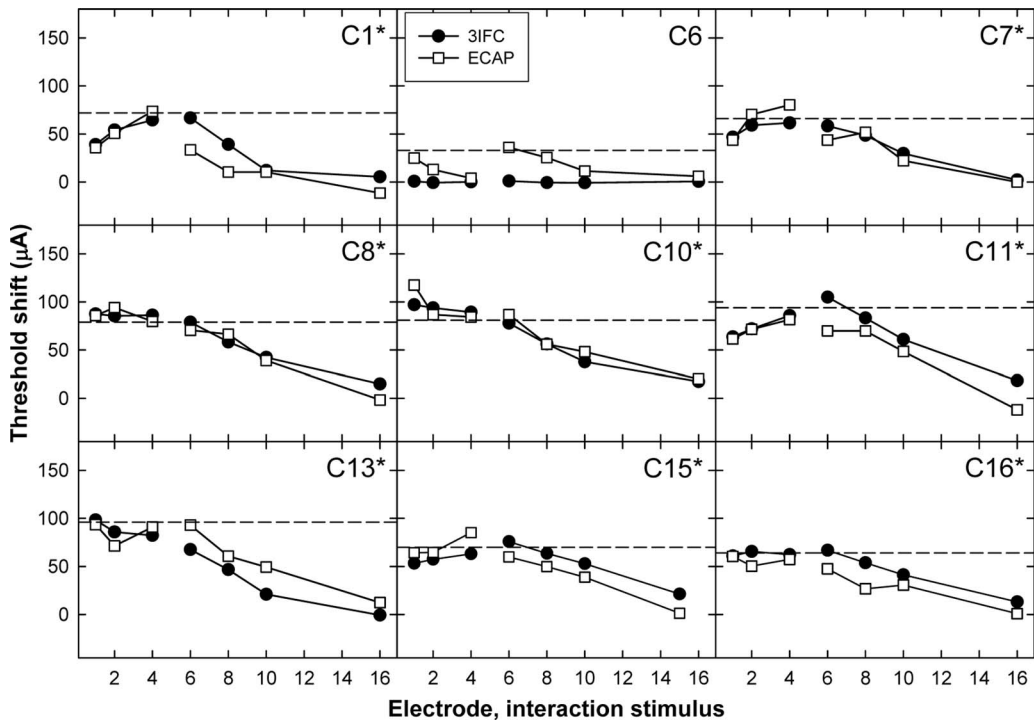 C1*
C6
C7*
3IFC
ECAP
150
100
50
0
C8*
C10*
C11*
150
100
50
0
C13*
C15*
C16*
150
100
50
0
2 4 6 8 10 12 14 16 2 4 6 8 10 12 14 16 2 4 6 8 10 12 14 16
Threshold shift (μA)
Electrode, interaction stimulus